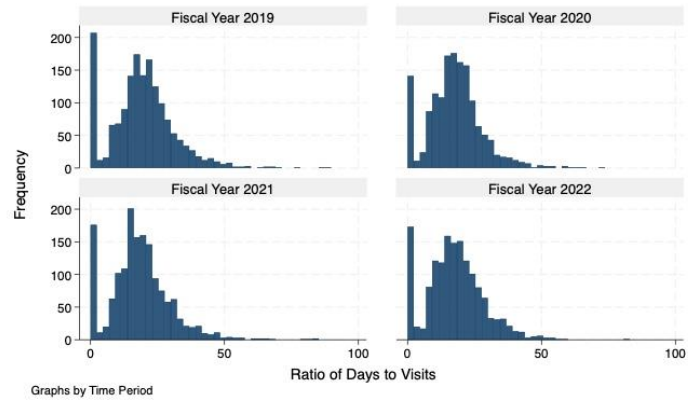 Fiscal Year 2019
Fiscal Year 2020
200
150
100
50
0
Fiscal Year 2021
Fiscal Year 2022
200
150
100
50
0
0
50
100
0
50
100
Frequency
Ratio of Days to Visits
Graphs by Time Period